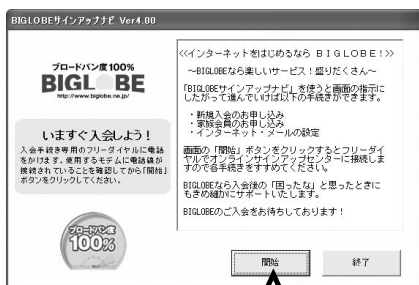 BIGLOBEサインアップナビ Ver4.00
ブロードバンド度100%
BIGLOBE
http://www.biglobe.ne.jp/
いますぐ入会しよう！
入会手続き専用のフリーダイヤルに電話
をかけます。使用するモデムに電話線が
接続されていることを確認してから「開始」
ボタンをクリックしてください。
ブロードバンド度
100%
<<インターネットをはじめるなら ＢＩＧＬＯＢＥ！>>
～BIGLOBEなら楽しいサービス！盛りだくさん～
「BIGLOBEサインアップナビ」を使うと画面の指示に
したがって進んでいけば以下の手続きができます。
・新規入会のお申し込み
・家族会員のお申し込み
・インターネット・メールの設定
画面の「開始」ボタンをクリックするとフリーダイ
ヤルでオンラインサインアップセンターに接続しま
すので各手続きをすすめてください。
BIGLOBEなら入会後の「困ったな」と思ったときに
もきめ細かにサポートいたします。
BIGLOBEのご入会をお待ちしております！
開始
終了